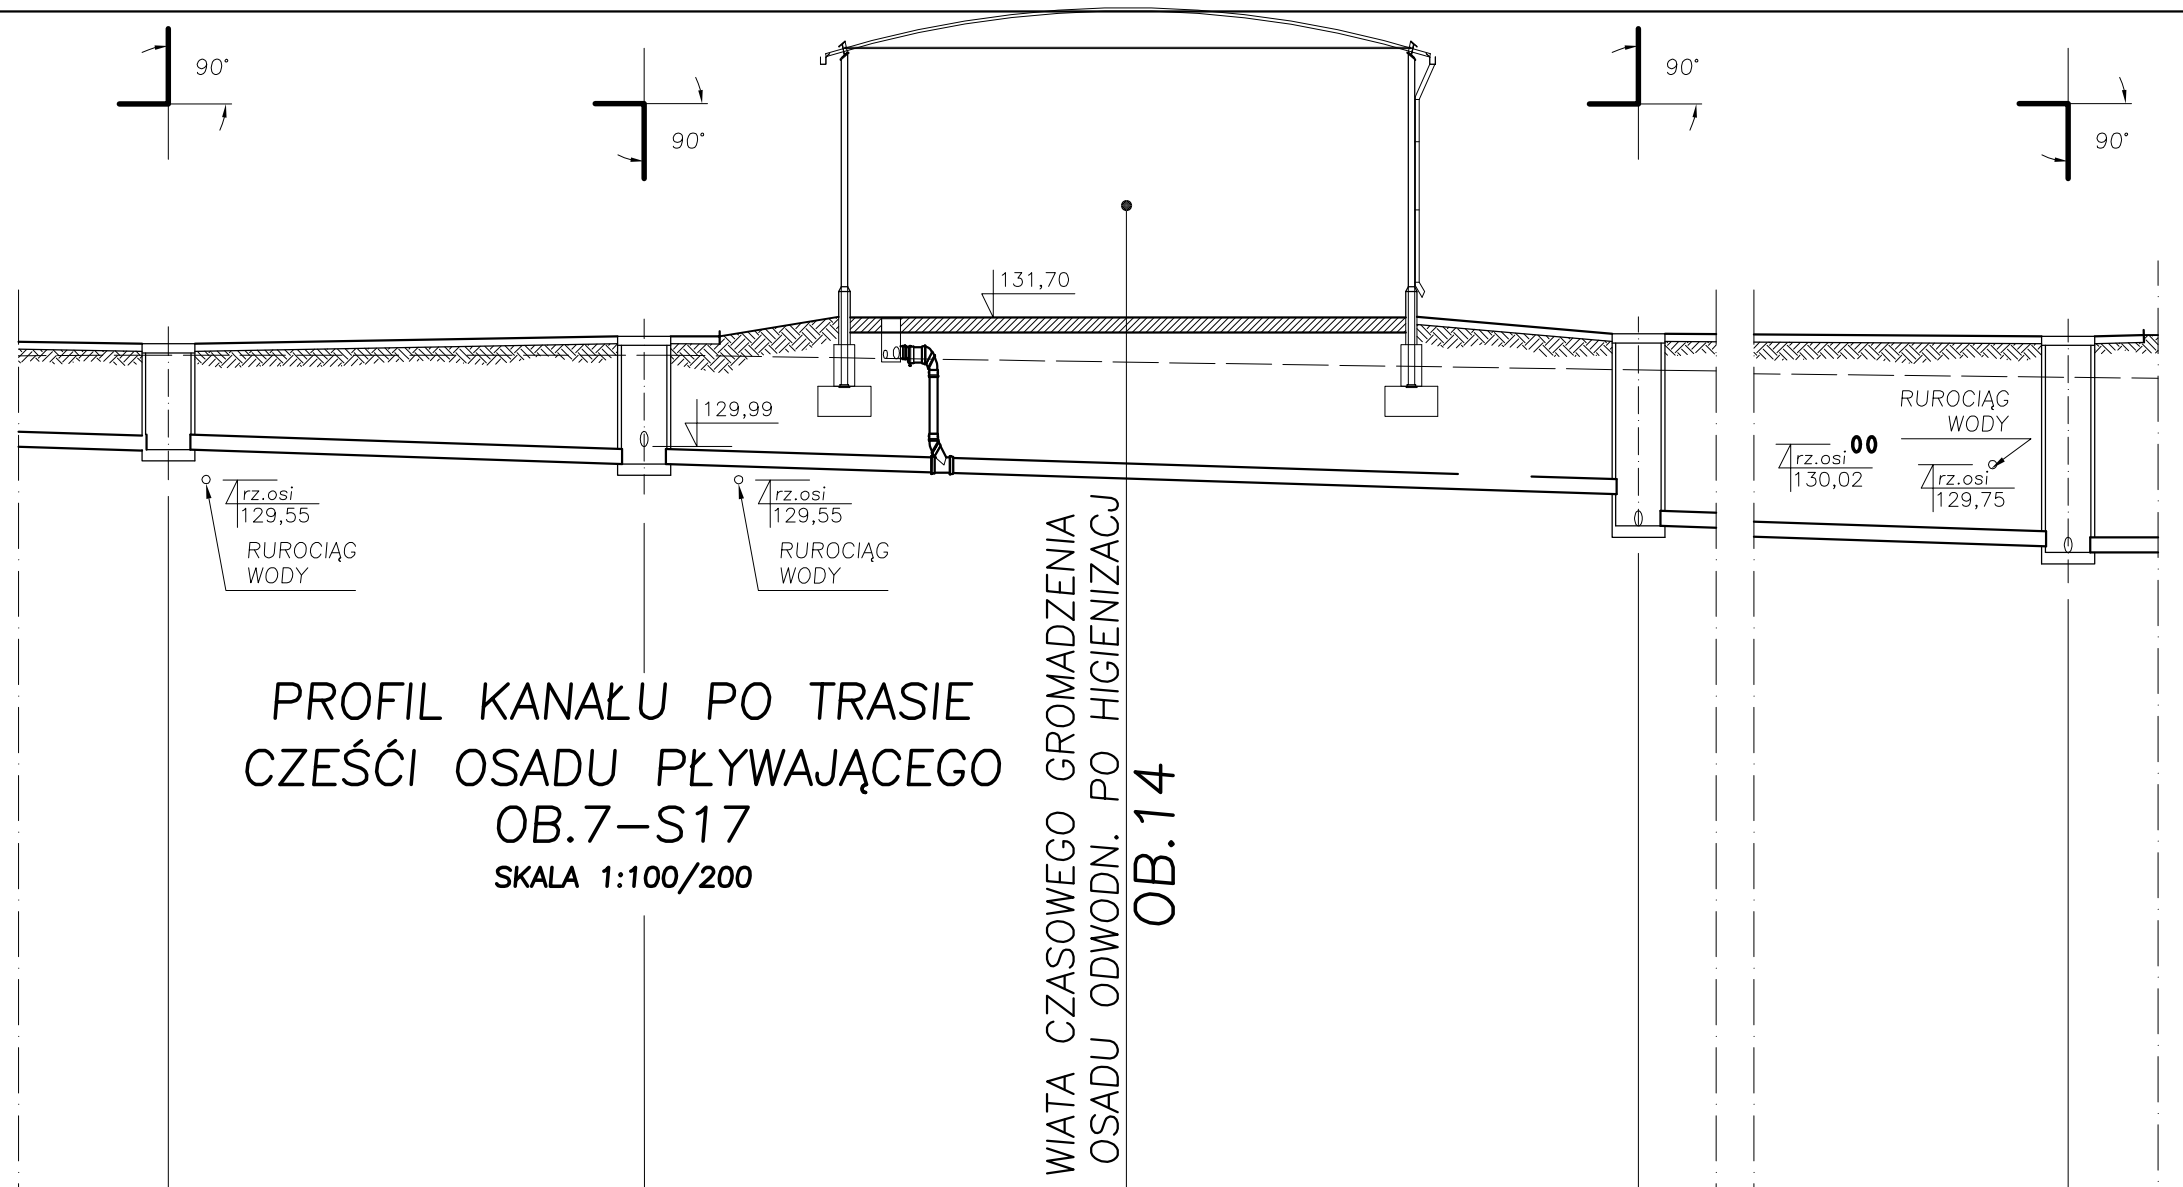 90°
90°
90°
90°
131,70
129,99
rz.osi
129,55
RUROCIĄG
WODY
rz.osi
129,55
RUROCIĄG
WODY
rz.osi
130,02
RUROCIĄG
WODY
rz.osi
129,75
PROFIL KANAŁU PO TRASIE
CZEŚĆI OSADU PŁYWAJĄCEGO
OB.7–S17
SKALA 1:100/200
WIATA CZASOWEGO GROMADZENIA
OSADU ODWODN. PO HIGIENIZACJ
OB.14